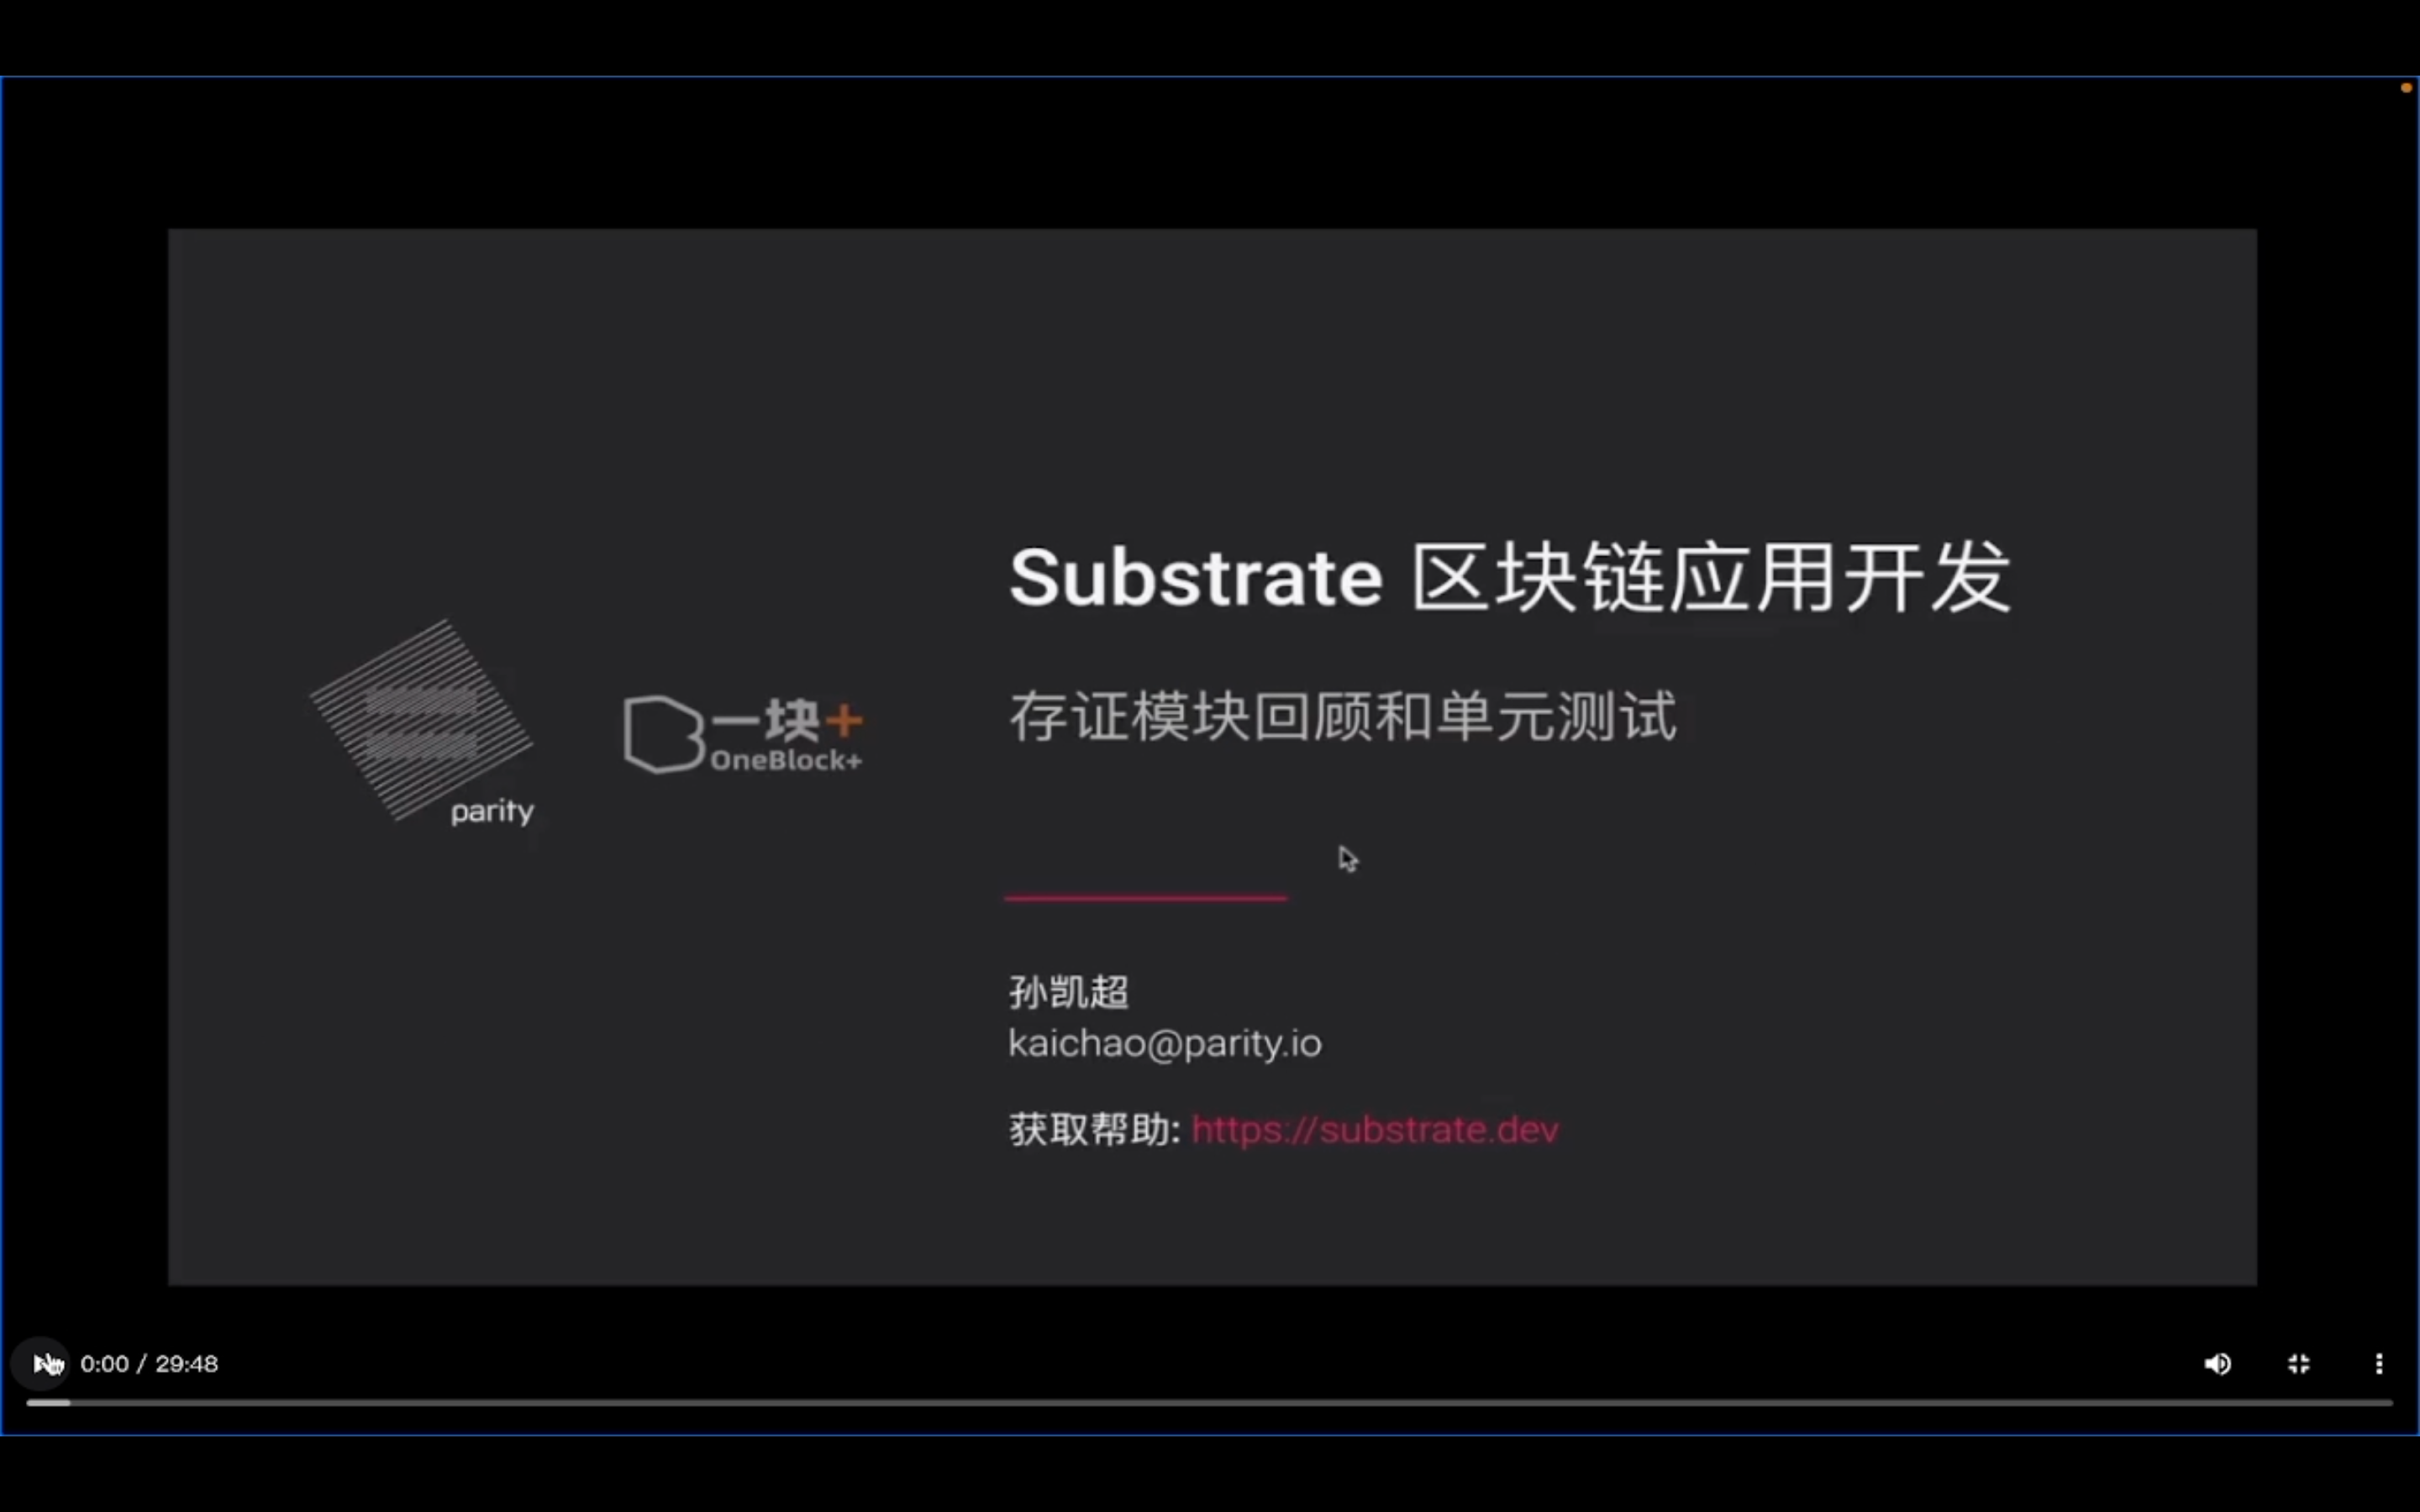 Substrate 区块链应用开发
存证模块回顾和单元测试
一块+
OneBlock+
parity
孙凯超
kaichao@parity.io
获取帮助: https://substrate.dev
0:00 / 29:48